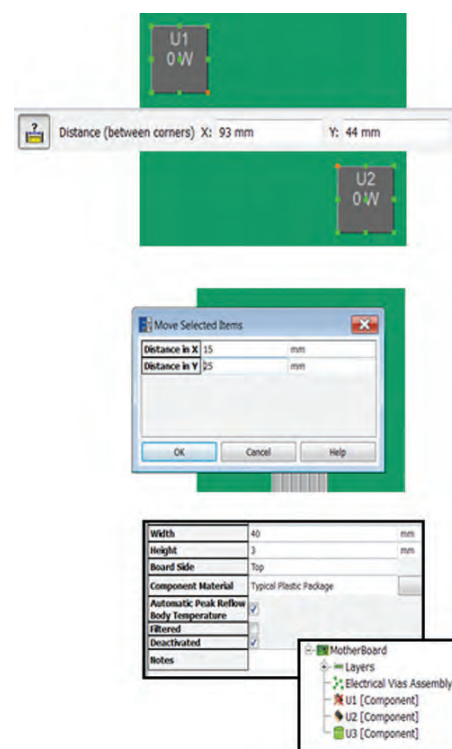 U1
0 W
? Distance (between corners) X: 93 mm Y: 44 mm
U2
0 W
Move Selected Items
Distance in X 15 mm
Distance in Y 25 mm
OK Cancel Help
Width 40 mm
Height 3 mm
Board Side Top
Component Material Typical Plastic Package
Automatic Peak Reflow
Body Temperature
Filtered
Deactivated
Notes
MotherBoard
Layers
Electrical Vias Assembly
U1 [Component]
U2 [Component]
U3 [Component]